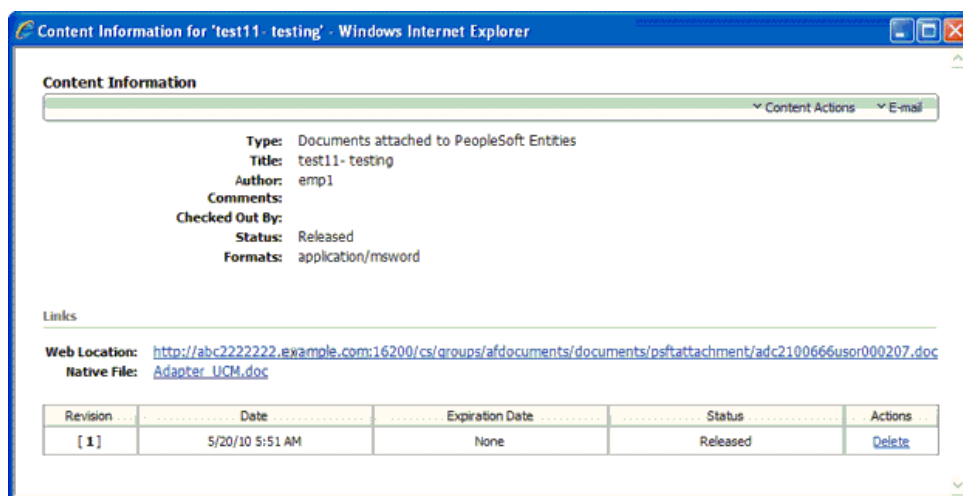 Content Information for 'test11- testing' - Windows Internet Explorer
Content Information
Content Actions E-mail
Type: Documents attached to PeopleSoft Entities
Title: test11- testing
Author: emp1
Comments:
Checked Out By:
Status: Released
Formats: application/msword
Links
Web Location: http://abc2222222.example.com:16200/cs/groups/afdocuments/documents/psftattachment/adc2100666usor000207.doc
Native File: Adapter_UCM.doc
Revision Date Expiration Date Status Actions
[ 1 ] 5/20/10 5:51 AM None Released Delete